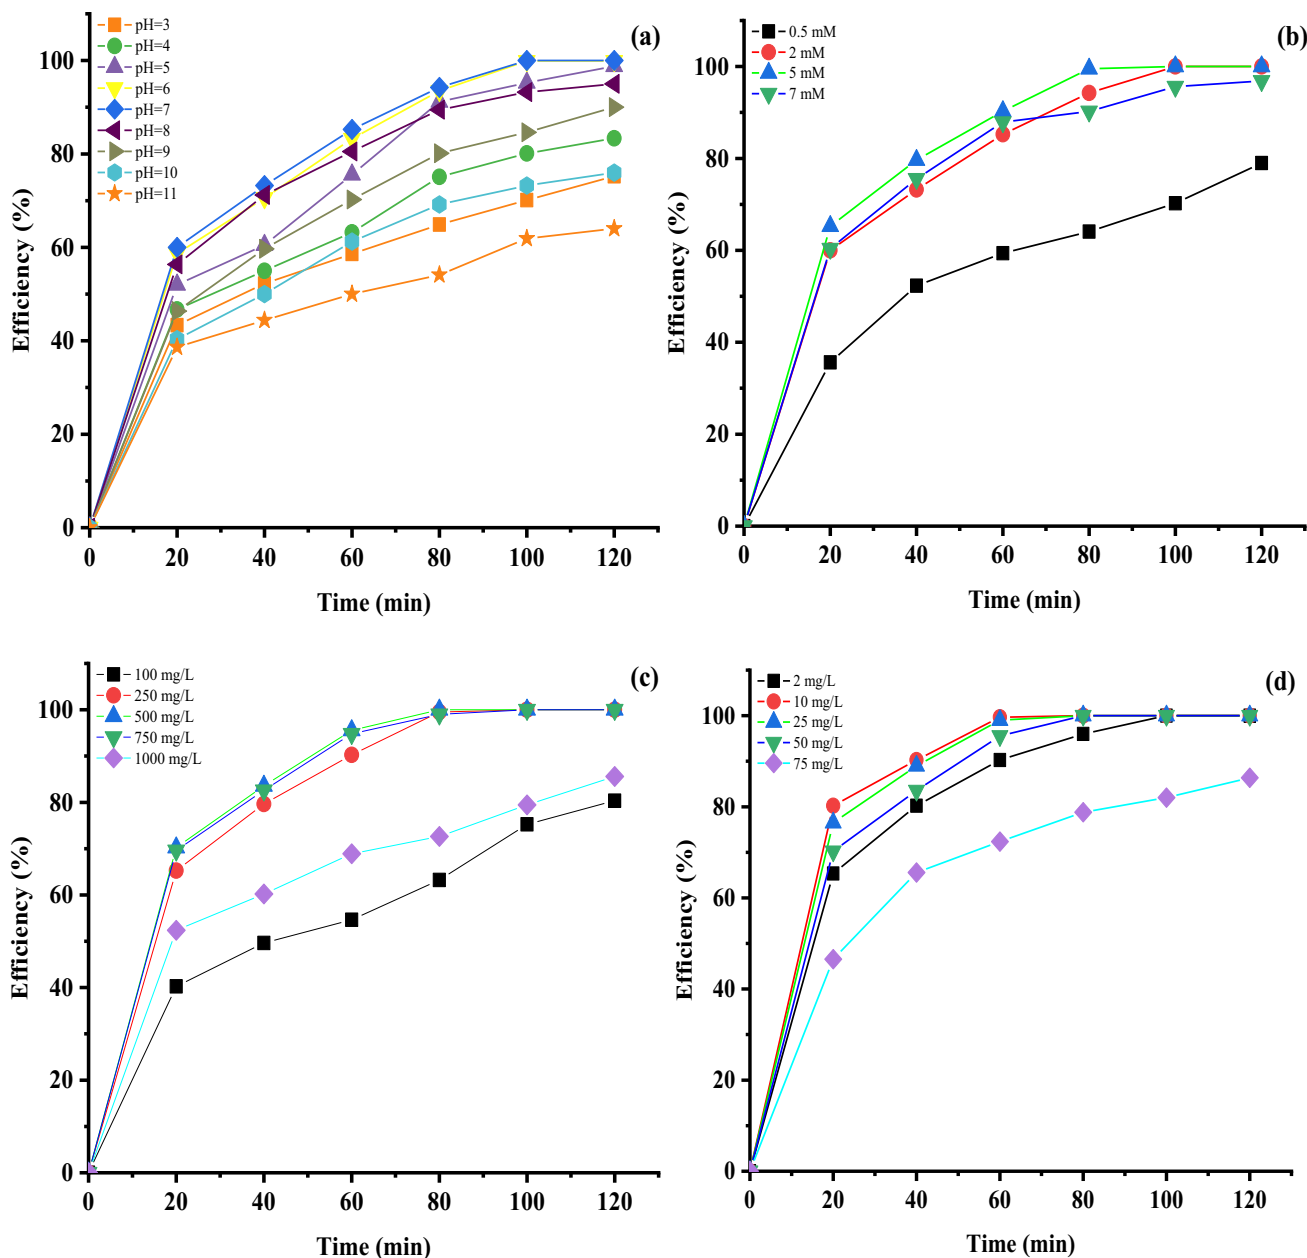 (a)
pH=3
pH=4
pH=5
pH=6
pH=7
pH=8
pH=9
pH=10
pH=11
Efficiency (%)
100
80
60
40
20
0
0 20 40 60 80 100 120
Time (min)
(b)
0.5 mM
2 mM
5 mM
7 mM
Efficiency (%)
100
80
60
40
20
0
0 20 40 60 80 100 120
Time (min)
(c)
100 mg/L
250 mg/L
500 mg/L
750 mg/L
1000 mg/L
Efficiency (%)
100
80
60
40
20
0
0 20 40 60 80 100 120
Time (min)
(d)
2 mg/L
10 mg/L
25 mg/L
50 mg/L
75 mg/L
Efficiency (%)
100
80
60
40
20
0
0 20 40 60 80 100 120
Time (min)